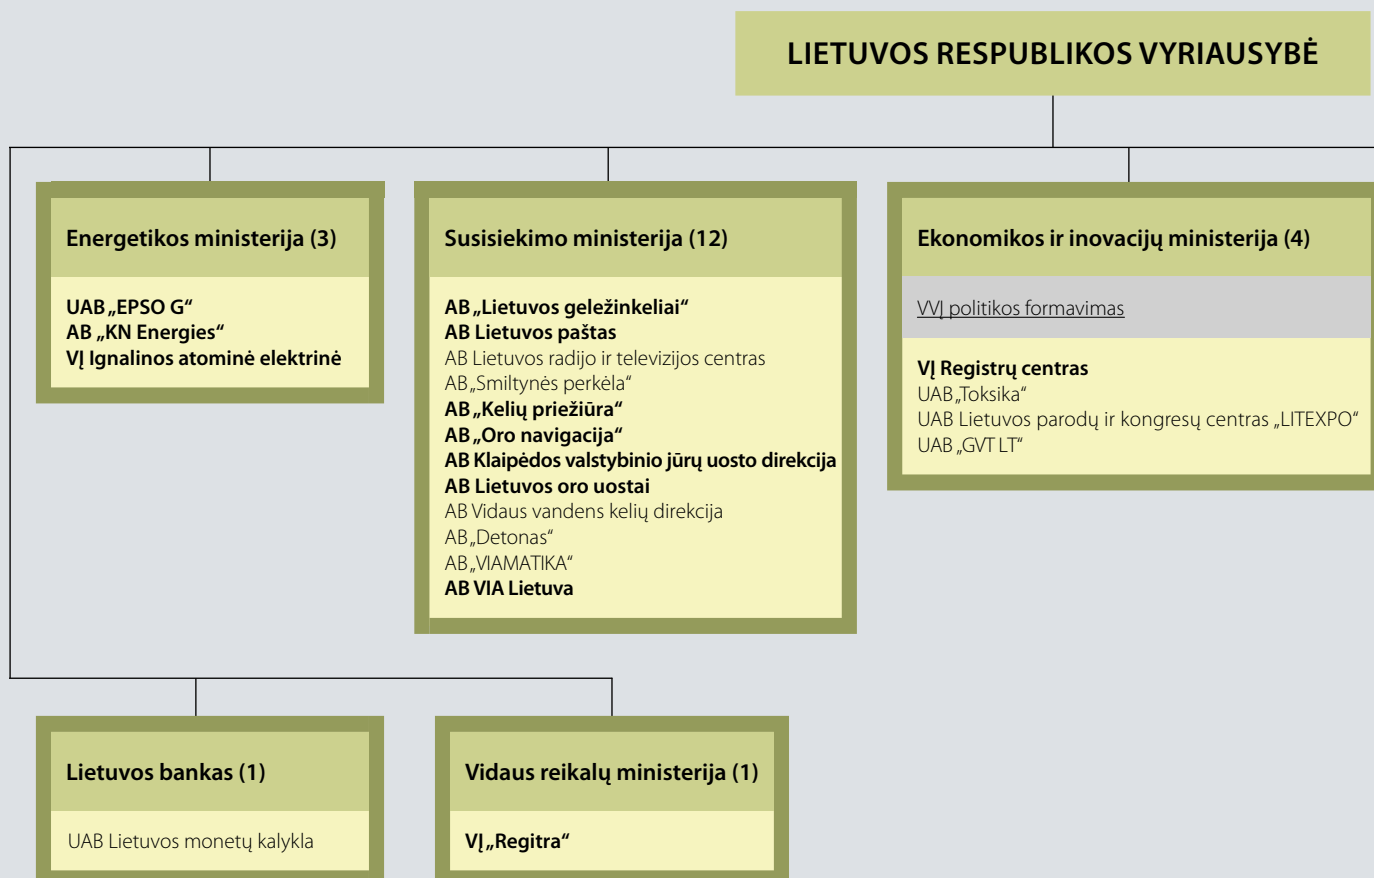 LIETUVOS RESPUBLIKOS VYRIAUSYBĖ
Energetikos ministerija (3)
UAB „EPSO G“
AB „KN Energies“
VĮ Ignalinos atominė elektrinė
Susisiekimo ministerija (12)
AB „Lietuvos geležinkeliai“
AB Lietuvos paštas
AB Lietuvos radijo ir televizijos centras
AB „Smiltynės perkėla“
AB „Kelių priežiūra“
AB „Oro navigacija“
AB Klaipėdos valstybinio jūrų uosto direkcija
AB Lietuvos oro uostai
AB Vidaus vandens kelių direkcija
AB „Detonas“
AB „VIAMATIKA“
AB VIA Lietuva
Ekonomikos ir inovacijų ministerija (4)
VVĮ politikos formavimas
VĮ Registrų centras
UAB „Toksika“
UAB Lietuvos parodų ir kongresų centras „LITEXPO“
UAB „GVT LT“
Lietuvos bankas (1)
UAB Lietuvos monetų kalykla
Vidaus reikalų ministerija (1)
VĮ „Regitra“